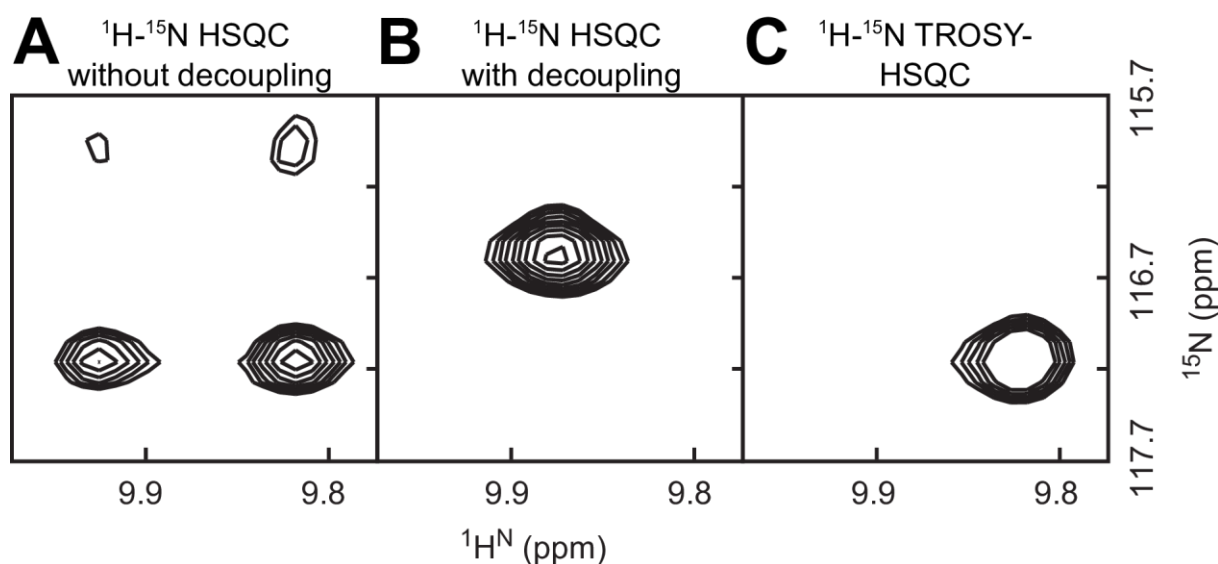 A
¹H-¹⁵N HSQC
without decoupling
B
¹H-¹⁵N HSQC
with decoupling
C
¹H-¹⁵N TROSY-
HSQC
115.7
116.7
117.7
¹⁵N (ppm)
9.9
9.8
9.9
9.8
9.9
9.8
¹Hᴺ (ppm)